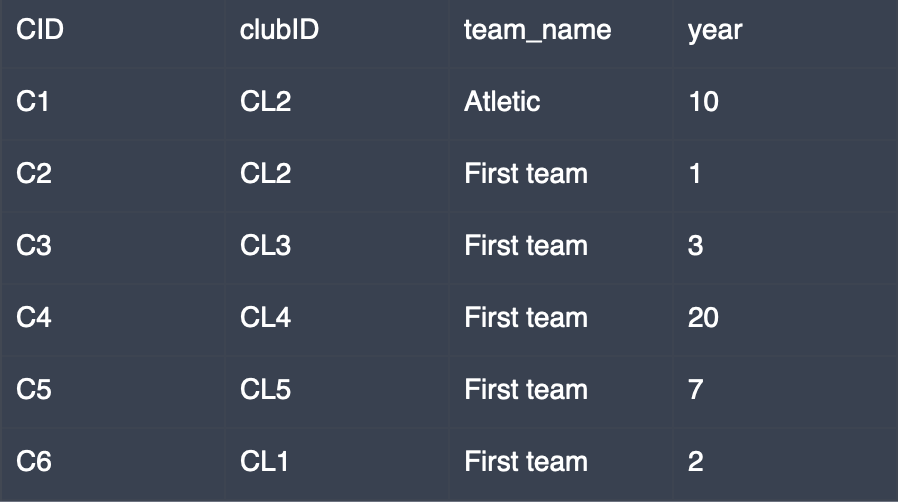 CID clubID team_name year
C1 CL2 Atletic 10
C2 CL2 First team 1
C3 CL3 First team 3
C4 CL4 First team 20
C5 CL5 First team 7
C6 CL1 First team 2